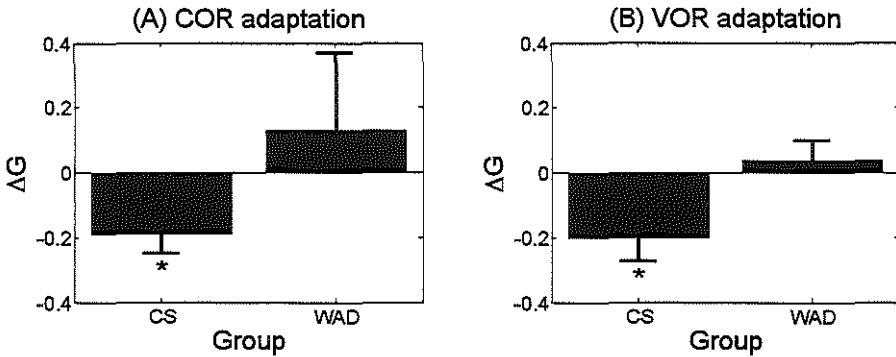 (A) COR adaptation
0.4
0.2
0
-0.2
-0.4
ΔG
*
CS
WAD
Group
(B) VOR adaptation
0.4
0.2
0
-0.2
-0.4
ΔG
*
CS
WAD
Group